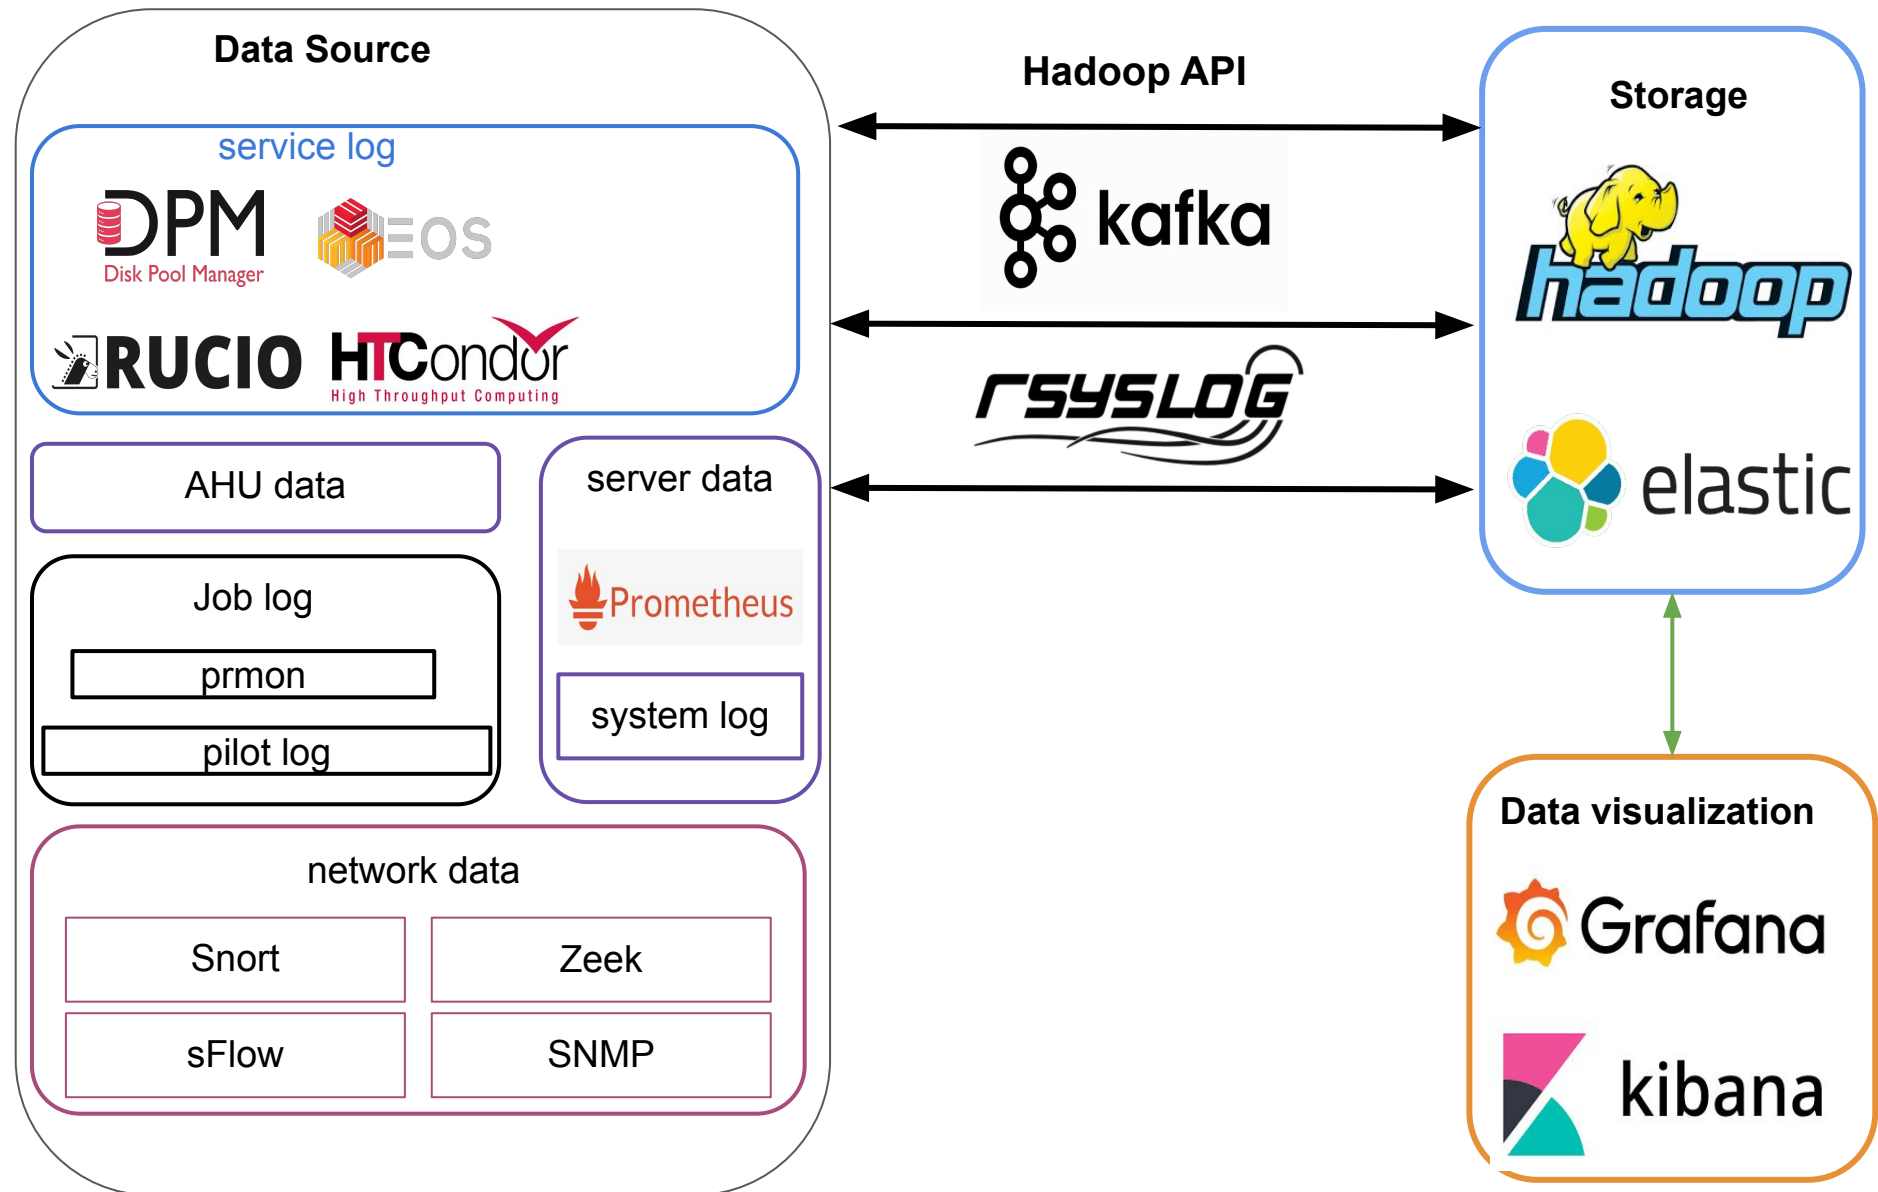 Data Source
service log
DPM
Disk Pool Manager
EOS
RUCIO
HTCondor
High Throughput Computing
AHU data
server data
Prometheus
system log
Job log
prmon
pilot log
network data
Snort
Zeek
sFlow
SNMP
Hadoop API
kafka
rsyslog
Storage
hadoop
elastic
Data visualization
Grafana
kibana